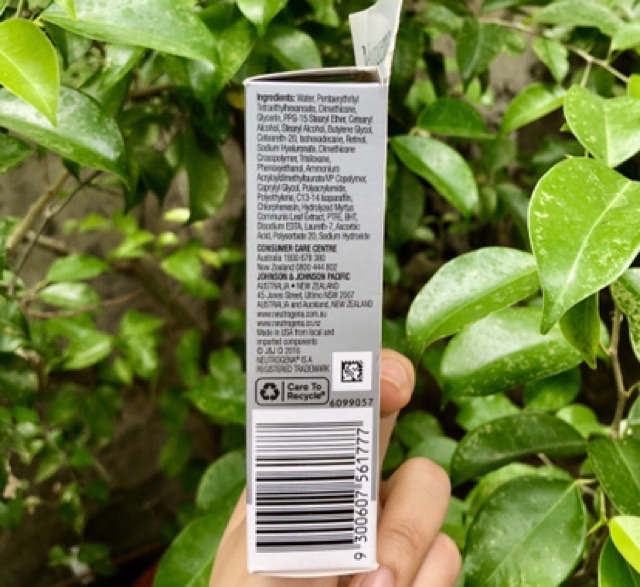 Ingredients: Water, Pentaerythrityl
Tetraethylhexanoate, Dimethicone,
Glycerin, PPG-15 Stearyl Ether, Cetearyl
Alcohol, Stearyl Alcohol, Butylene Glycol,
Ceteareth-20, Isohexadecane, Retinol,
Sodium Hyaluronate, Dimethicone
Crosspolymer, Trisiloxane,
Phenoxyethanol, Ammonium
Acryloyldimethyltaurate/VP Copolymer,
Caprylyl Glycol, Polyacrylamide,
Polyethylene, C13-14 Isoparaffin,
Chlorphenesin, Hydrolyzed Myrtus
Communis Leaf Extract, PTFE, BHT,
Disodium EDTA, Laureth-7, Ascorbic
Acid, Polysorbate 20, Sodium Hydroxide
CONSUMER CARE CENTRE
Australia 1800 678 380
New Zealand 0800 444 802
JOHNSON & JOHNSON PACIFIC
AUSTRALIA • NEW ZEALAND
45 Jones Street, Ultimo NSW 2007
AUSTRALIA and Auckland, NEW ZEALAND
www.neutrogena.com.au
www.neutrogena.co.nz
Made in USA from local and
imported components
© J&J CI 2016
NEUTROGENA® IS A
REGISTERED TRADEMARK
Care To
Recycle®
6099057
9 300607 561777